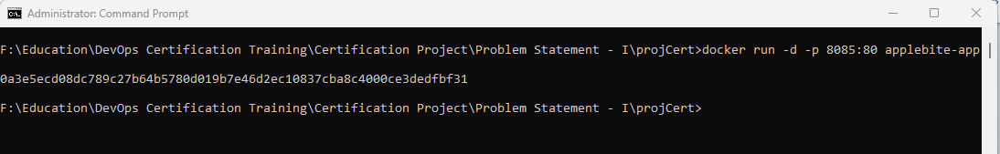 Administrator: Command Prompt
F:\Education\DevOps Certification Training\Certification Project\Problem Statement - I\projCert>docker run -d -p 8085:80 applebite-app
0a3e5ecd08dc789c27b64b5780d019b7e46d2ec10837cba8c4000ce3dedfbf31
F:\Education\DevOps Certification Training\Certification Project\Problem Statement - I\projCert>